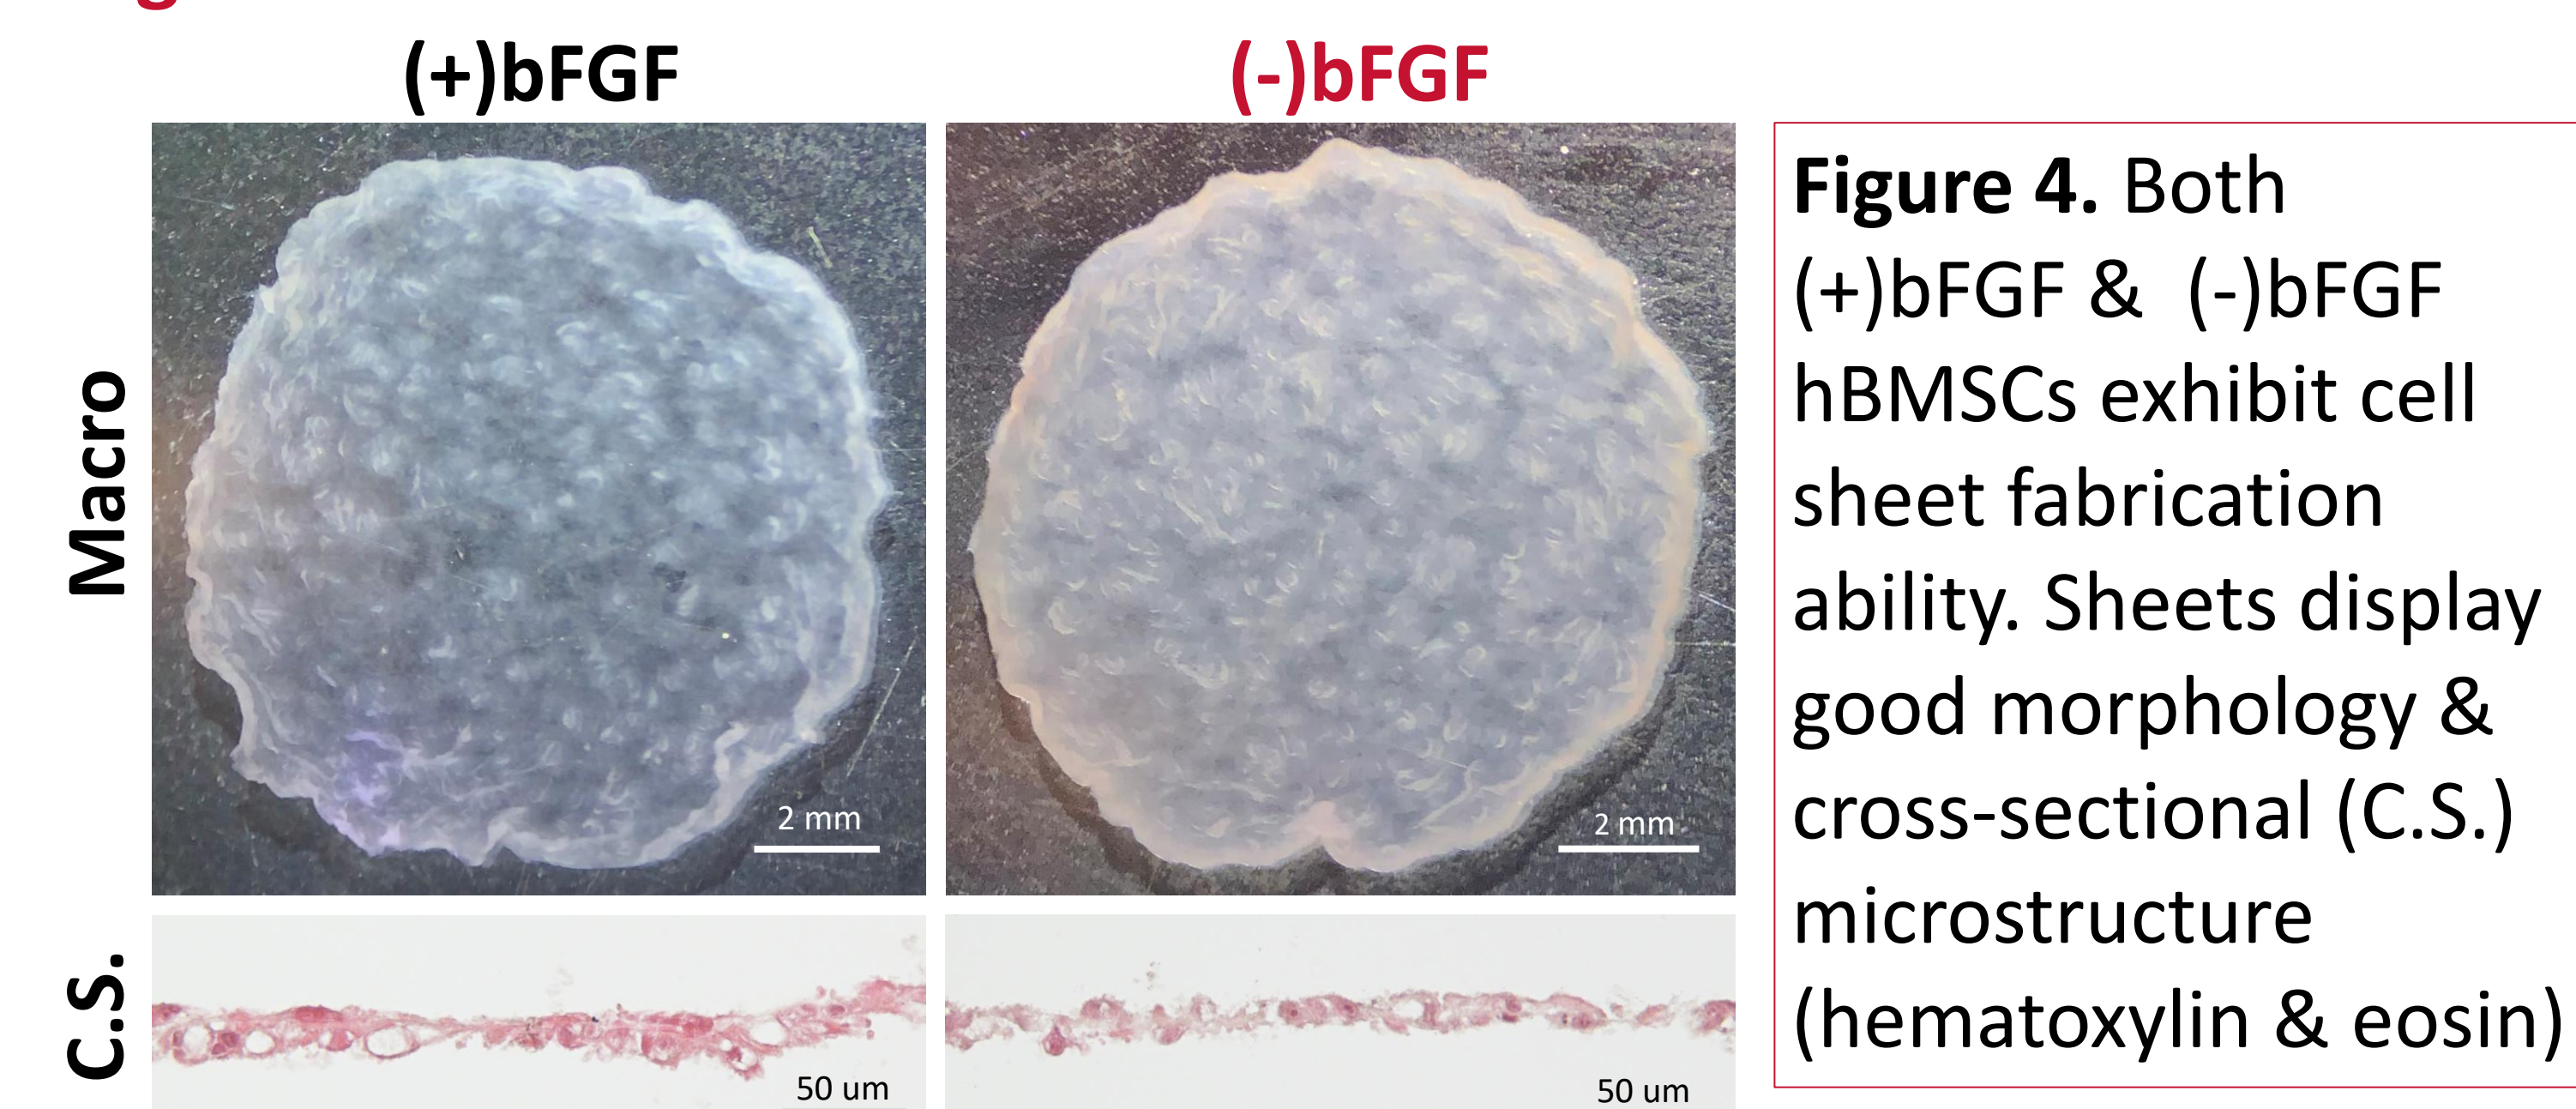 (+)bFGF
(-)bFGF
Macro
2 mm
2 mm
C.S.
50 um
50 um
Figure 4. Both
(+)bFGF & (-)bFGF
hBMSCs exhibit cell
sheet fabrication
ability. Sheets display
good morphology &
cross-sectional (C.S.)
microstructure
(hematoxylin & eosin)